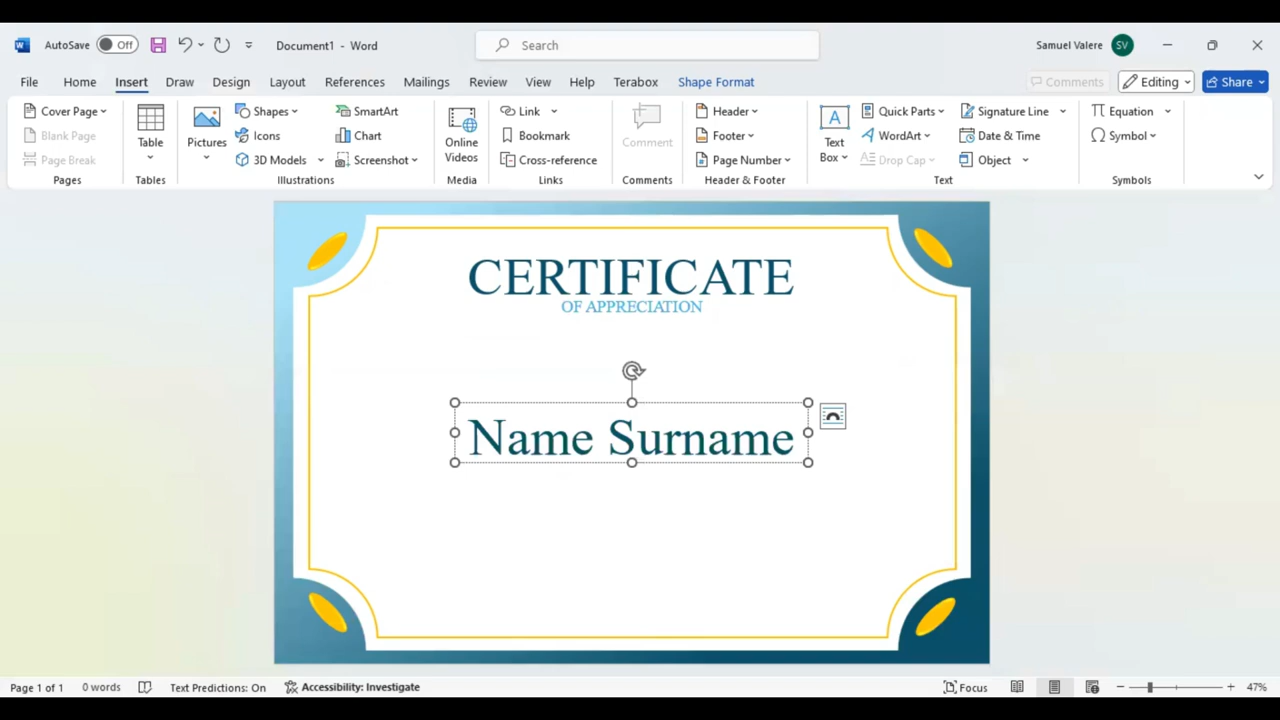 AutoSave Off Document1 - Word Search Samuel Valere SV
File Home Insert Draw Design Layout References Mailings Review View Help Terabox Shape Format Comments Editing Share
Cover Page Shapes SmartArt Link Header Quick Parts Signature Line Equation
Blank Page Table Pictures Icons Chart Online Videos Bookmark Comment Footer Text Box WordArt Date & Time Symbol
Page Break 3D Models Screenshot Cross-reference Page Number Drop Cap Object
Pages Tables Illustrations Media Links Comments Header & Footer Text Symbols
CERTIFICATE
OF APPRECIATION
Name Surname
Page 1 of 1 0 words Text Predictions: On Accessibility: Investigate Focus 47%